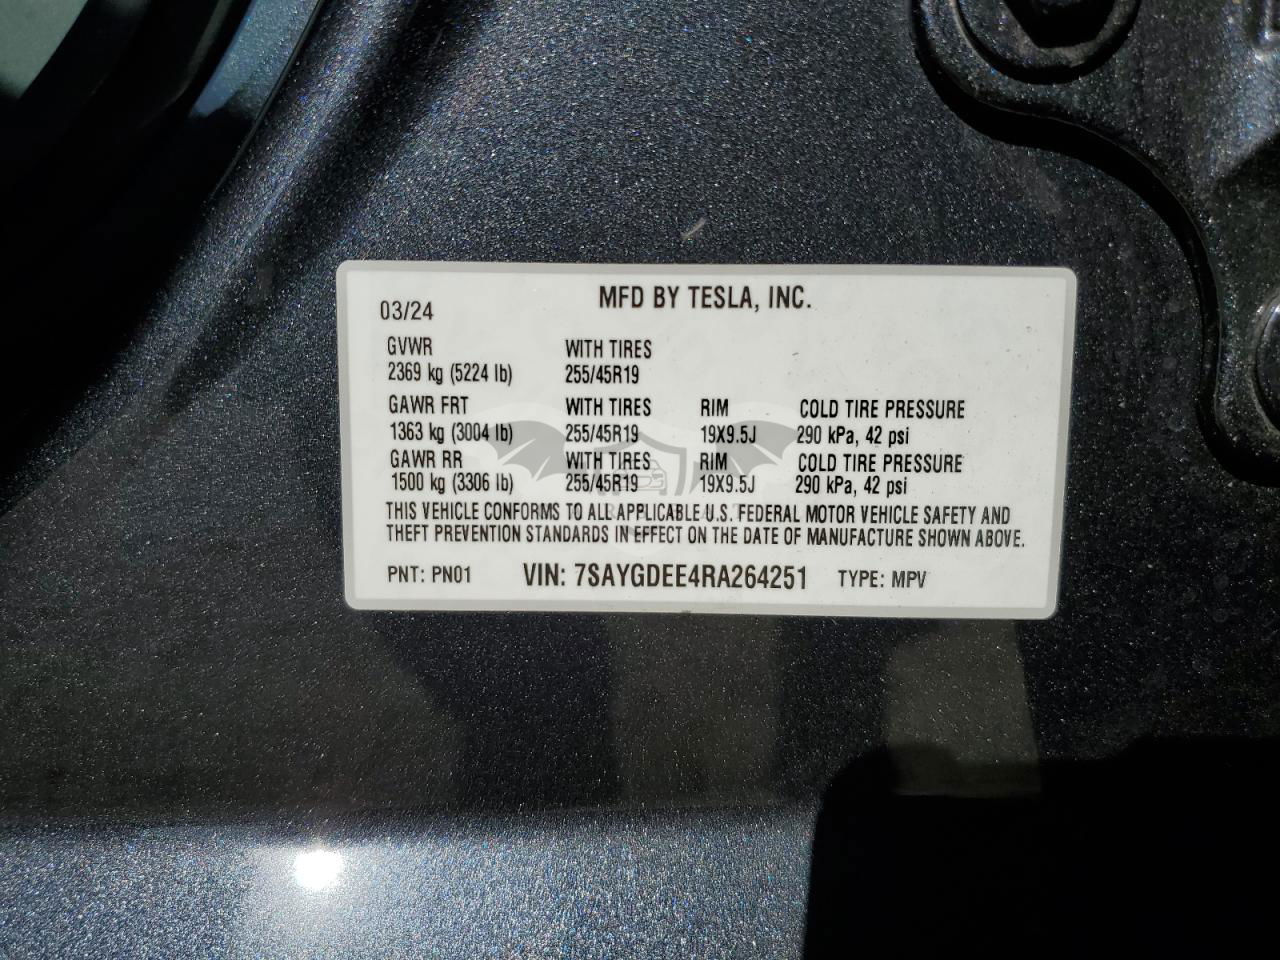 MFD BY TESLA, INC.
03/24
GVWR WITH TIRES
2369 kg (5224 lb) 255/45R19
GAWR FRT WITH TIRES RIM COLD TIRE PRESSURE
1363 kg (3004 lb) 255/45R19 19X9.5J 290 kPa, 42 psi
GAWR RR WITH TIRES RIM COLD TIRE PRESSURE
1500 kg (3306 lb) 255/45R19 19X9.5J 290 kPa, 42 psi
THIS VEHICLE CONFORMS TO ALL APPLICABLE U.S. FEDERAL MOTOR VEHICLE SAFETY AND
THEFT PREVENTION STANDARDS IN EFFECT ON THE DATE OF MANUFACTURE SHOWN ABOVE.
PNT: PN01 VIN: 7SAYGDEE4RA264251 TYPE: MPV